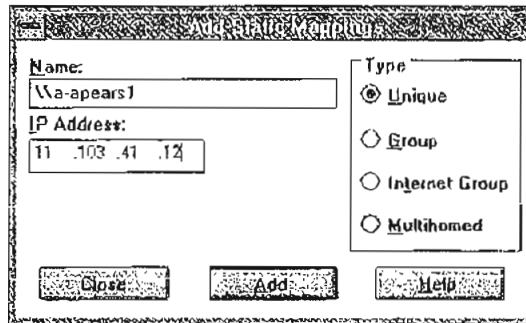 Add Static Mappings
Name:
\\a-apears1
IP Address:
11 .103 .41 .12
Type
Unique
Group
Internet Group
Multihomed
Close
Add
Help